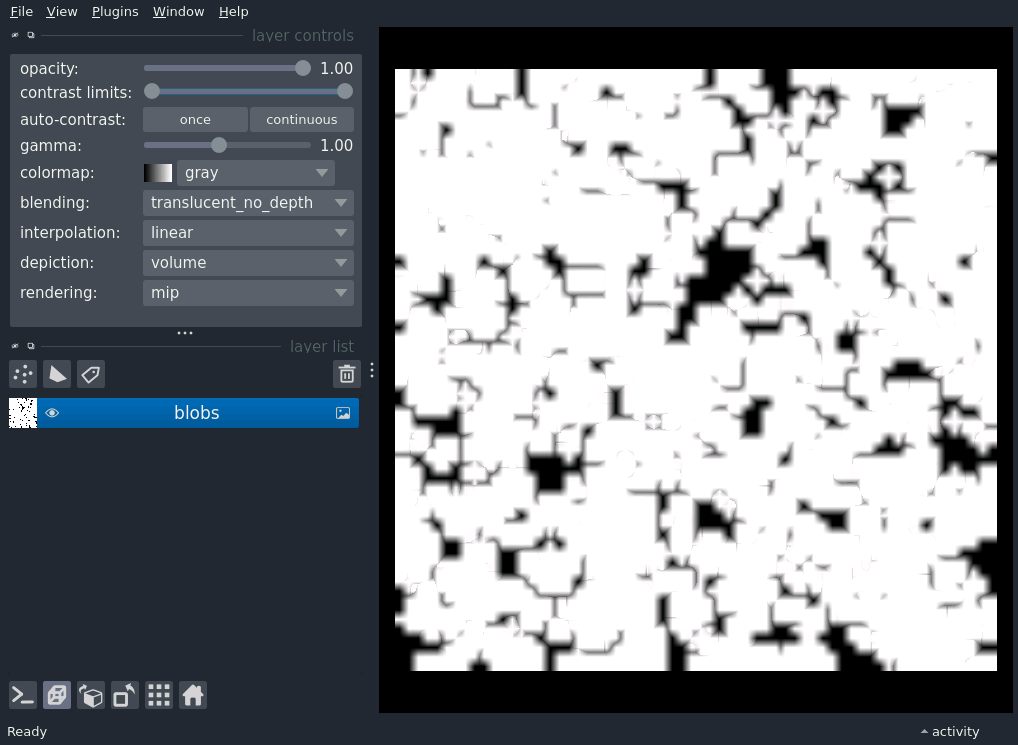 File View Plugins Window Help
layer controls
opacity: 1.00
contrast limits:
auto-contrast: once continuous
gamma: 1.00
colormap: gray
blending: translucent_no_depth
interpolation: linear
depiction: volume
rendering: mip
layer list
blobs
Ready activity